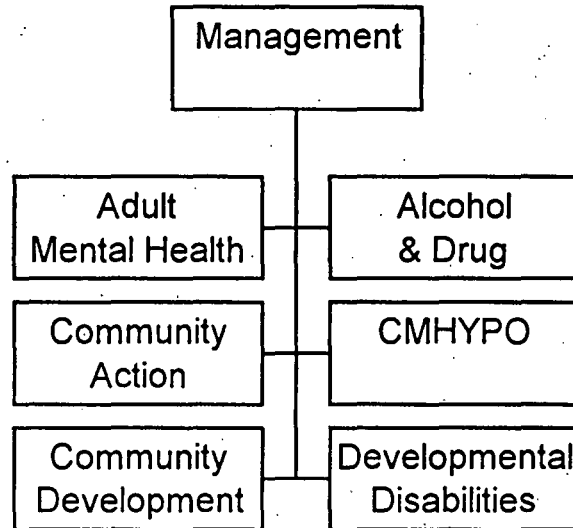 Management
Adult
Mental Health
Alcohol
& Drug
Community
Action
CMHYPO
Community
Development
Developmental
Disabilities